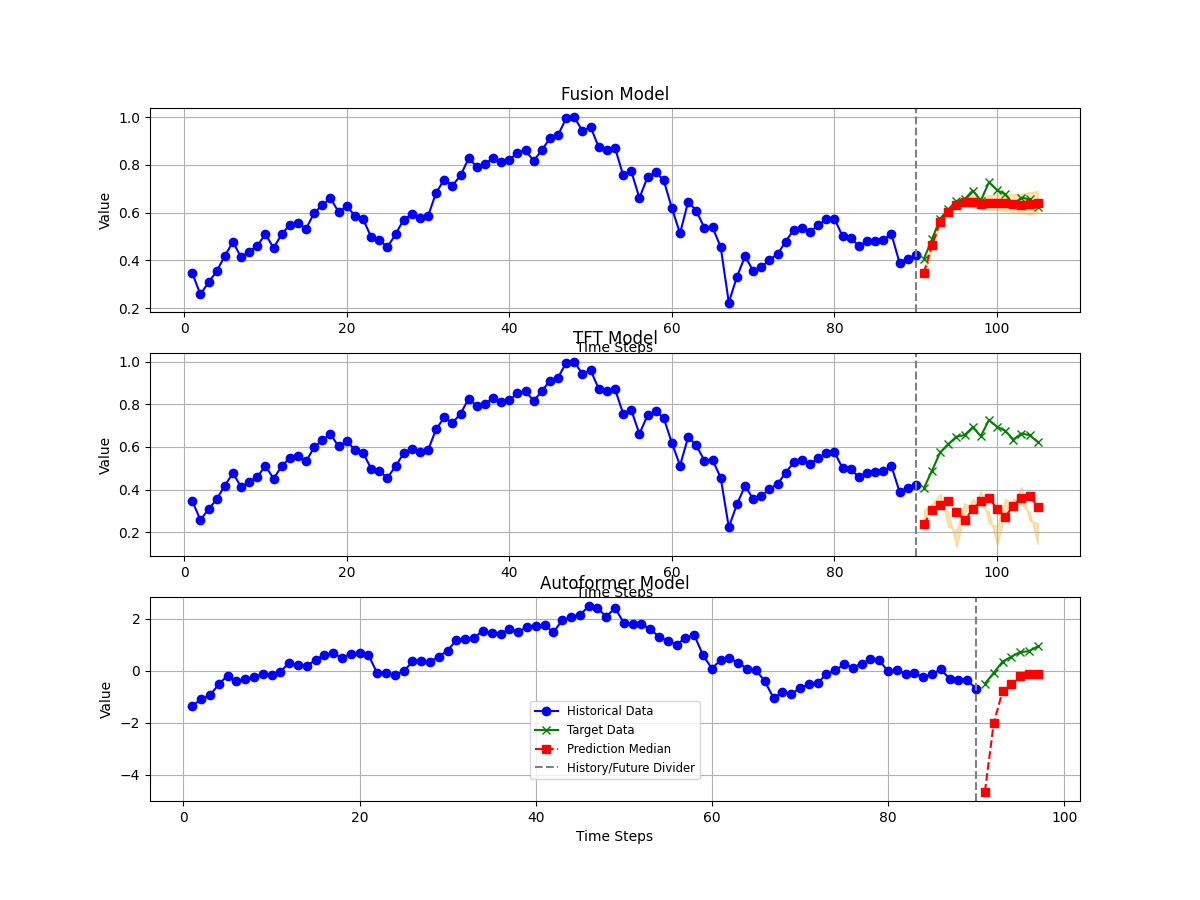 Fusion Model
Value
1.0
0.8
0.6
0.4
0.2
0 20 40 60 80 100
Time Steps
TFT Model
Value
1.0
0.8
0.6
0.4
0.2
0 20 40 60 80 100
Time Steps
Autoformer Model
Value
2
0
−2
−4
Historical Data
Target Data
Prediction Median
History/Future Divider
0 20 40 60 80 100
Time Steps